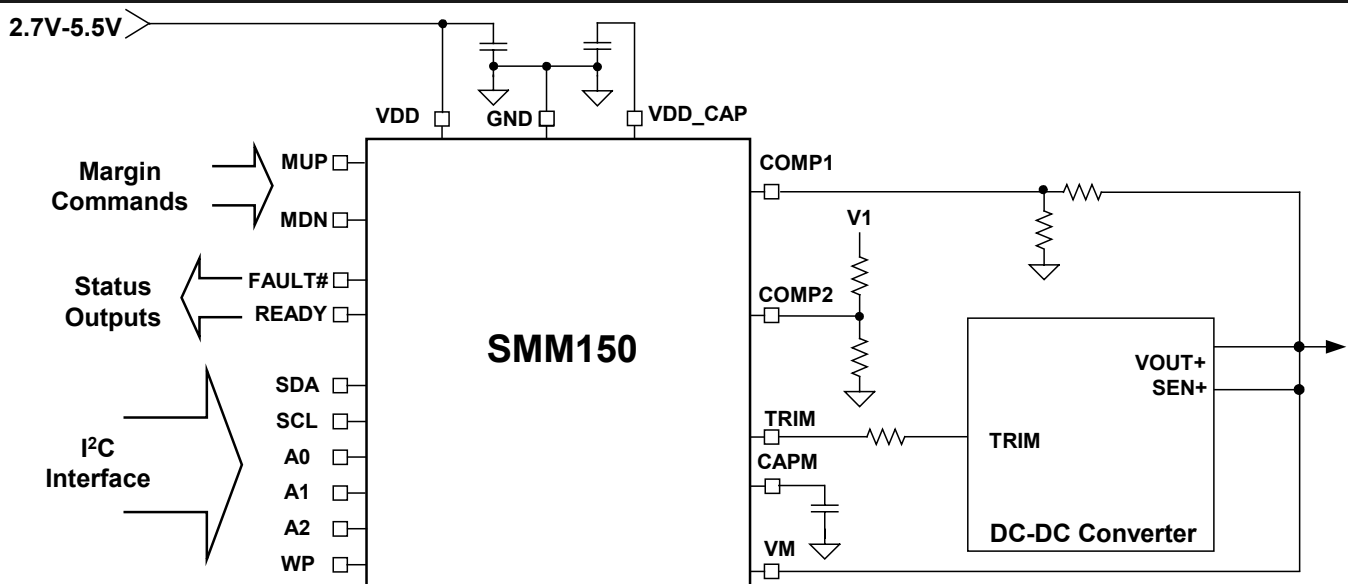 2.7V-5.5V
VDD
GND
VDD_CAP
Margin
Commands
MUP
MDN
Status
Outputs
FAULT#
READY
I²C
Interface
SDA
SCL
A0
A1
A2
WP
SMM150
COMP1
V1
COMP2
TRIM
CAPM
VM
VOUT+
SEN+
TRIM
DC-DC Converter